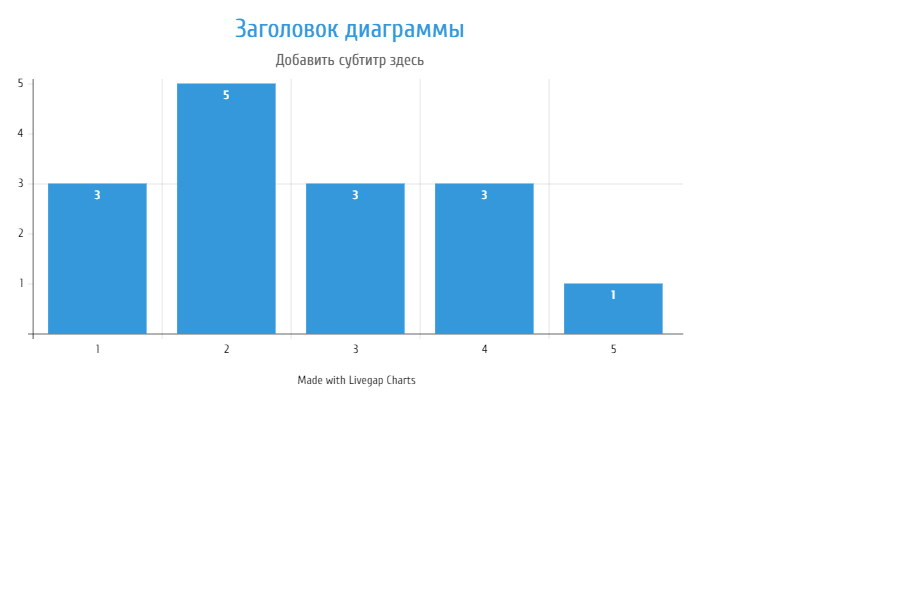 Заголовок диаграммы
Добавить субтитр здесь
5
5
4
3
3
3
3
2
1
1
1 2 3 4 5
Made with Livegap Charts